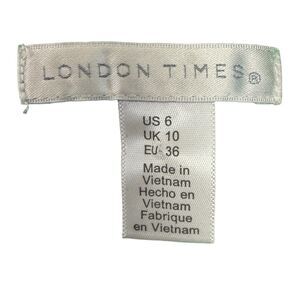 LONDON TIMES®
US 6
UK 10
EU 36
Made in
Vietnam
Hecho en
Vietnam
Fabrique
en Vietnam